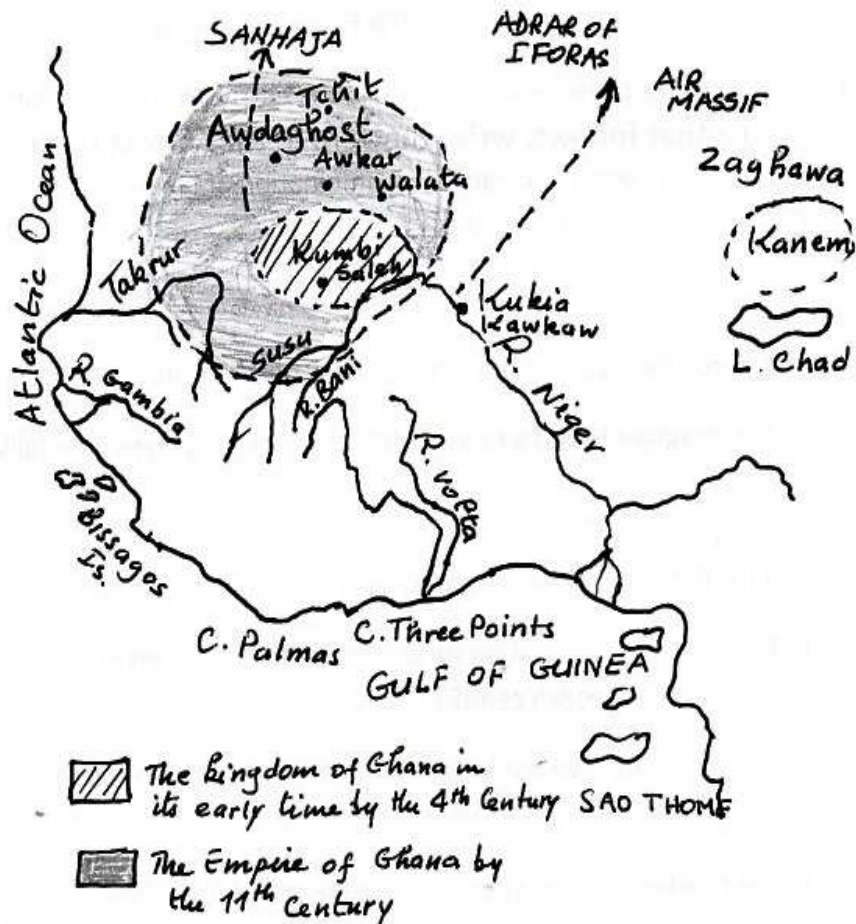 SANHAJA
ADRAR OF
IFORAS
AIR
MASSIF
Zaghawa
Kanem
L. Chad
Tchit
Awdaghost
Awkar
Walata
Kumbi
Saleh
Takrur
Atlantic Ocean
Susu
R. Bani
Kukia
Kawkaw
R. Niger
R. Gambia
R. Volta
Bissagos
Is.
C. Palmas
C. Three Points
GULF OF GUINEA
SAO THOME
The kingdom of Ghana in
its early time by the 4th Century
The Empire of Ghana by
the 11th Century